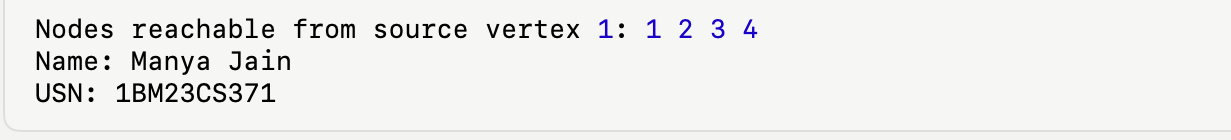 Nodes reachable from source vertex 1: 1 2 3 4
Name: Manya Jain
USN: 1BM23CS371